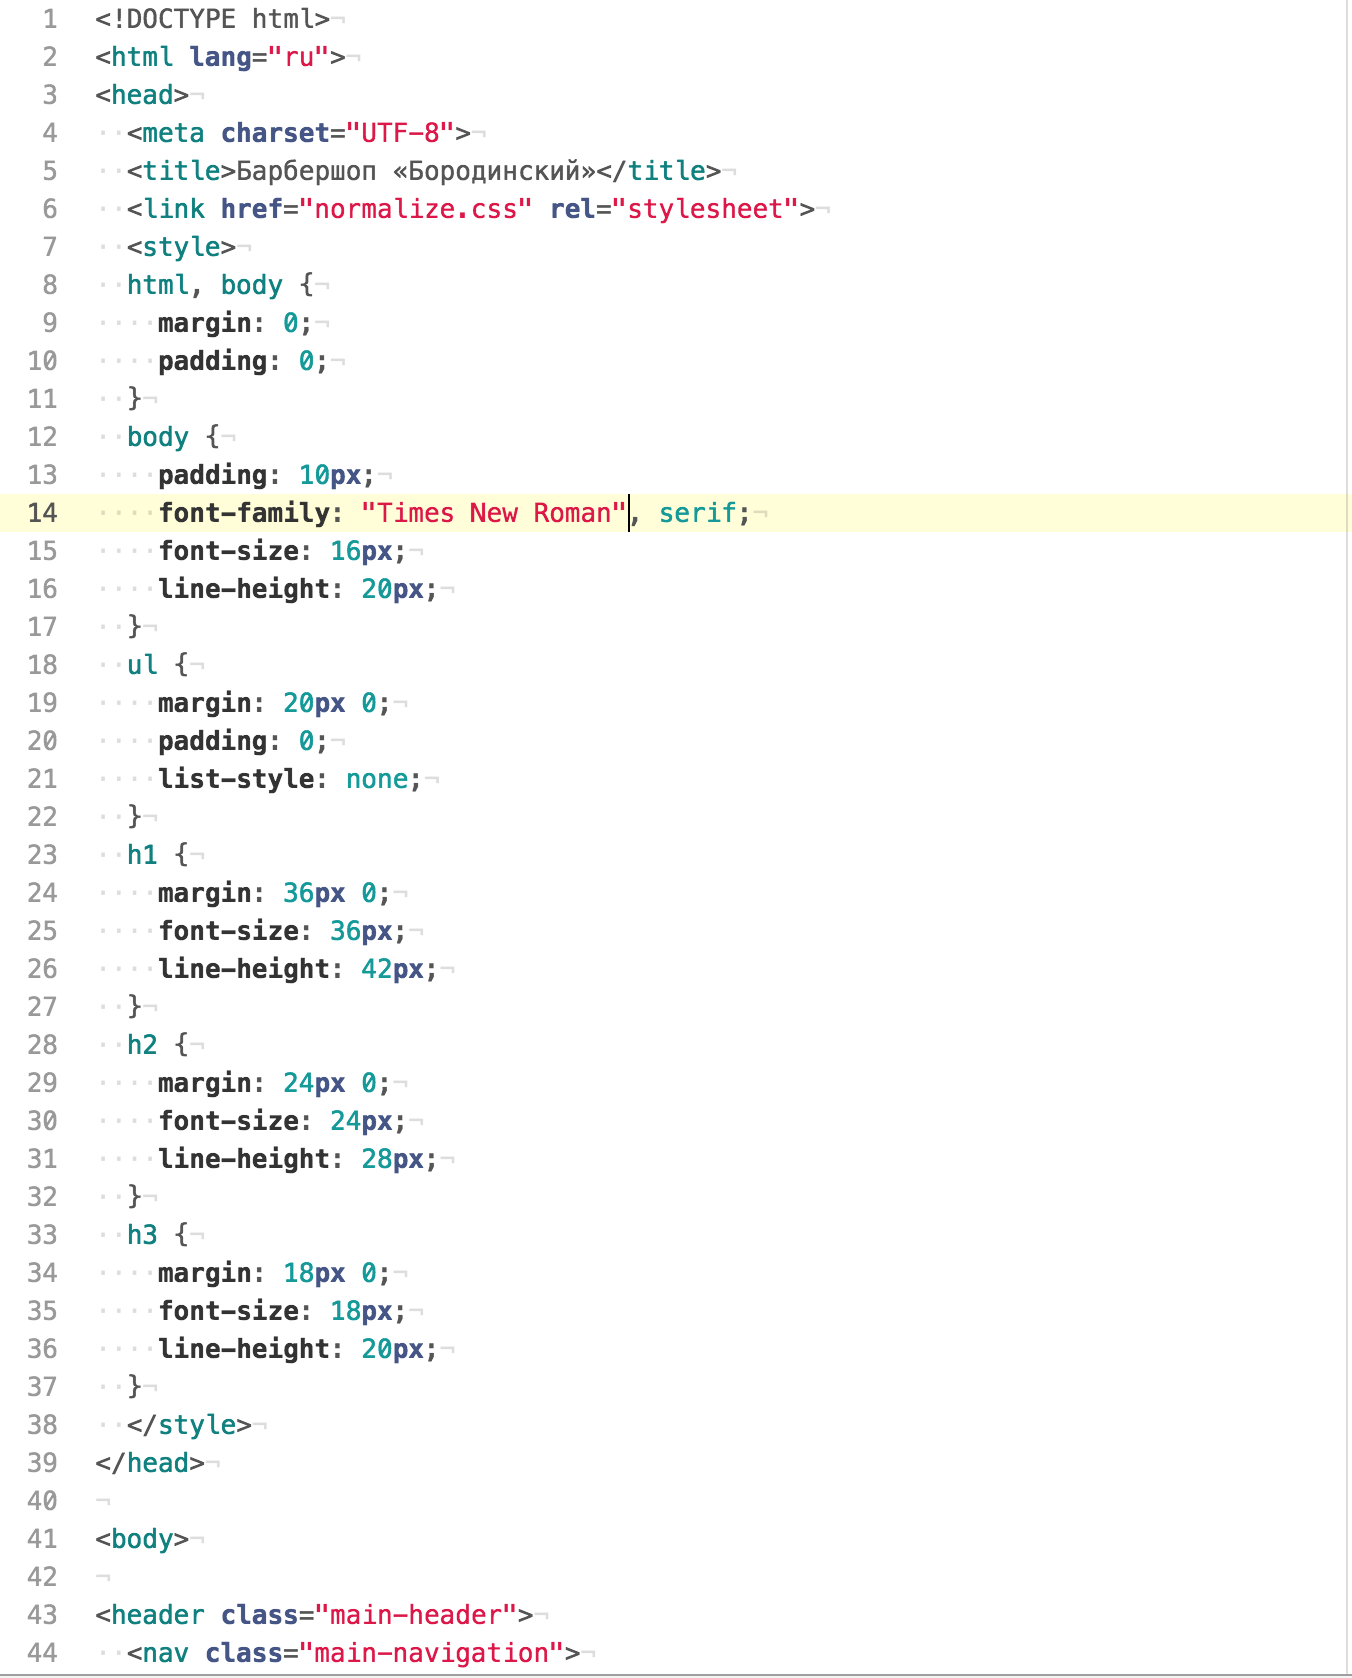 1 <!DOCTYPE html>¬
2 <html lang="ru">¬
3 <head>¬
4 ··<meta charset="UTF-8">¬
5 ··<title>Барбершоп «Бородинский»</title>¬
6 ··<link href="normalize.css" rel="stylesheet">¬
7 ··<style>¬
8 ··html, body {¬
9 ····margin: 0;¬
10 ····padding: 0;¬
11 ··}¬
12 ··body {¬
13 ····padding: 10px;¬
14 ····font-family: "Times New Roman", serif;¬
15 ····font-size: 16px;¬
16 ····line-height: 20px;¬
17 ··}¬
18 ··ul {¬
19 ····margin: 20px 0;¬
20 ····padding: 0;¬
21 ····list-style: none;¬
22 ··}¬
23 ··h1 {¬
24 ····margin: 36px 0;¬
25 ····font-size: 36px;¬
26 ····line-height: 42px;¬
27 ··}¬
28 ··h2 {¬
29 ····margin: 24px 0;¬
30 ····font-size: 24px;¬
31 ····line-height: 28px;¬
32 ··}¬
33 ··h3 {¬
34 ····margin: 18px 0;¬
35 ····font-size: 18px;¬
36 ····line-height: 20px;¬
37 ··}¬
38 ··</style>¬
39 </head>¬
40 ¬
41 <body>¬
42 ¬
43 <header class="main-header">¬
44 ··<nav class="main-navigation">¬